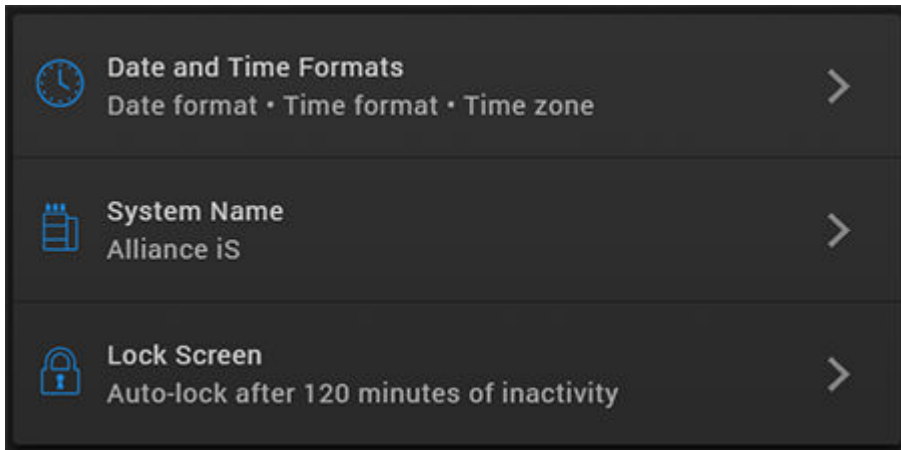 Date and Time Formats
Date format • Time format • Time zone
System Name
Alliance iS
Lock Screen
Auto-lock after 120 minutes of inactivity